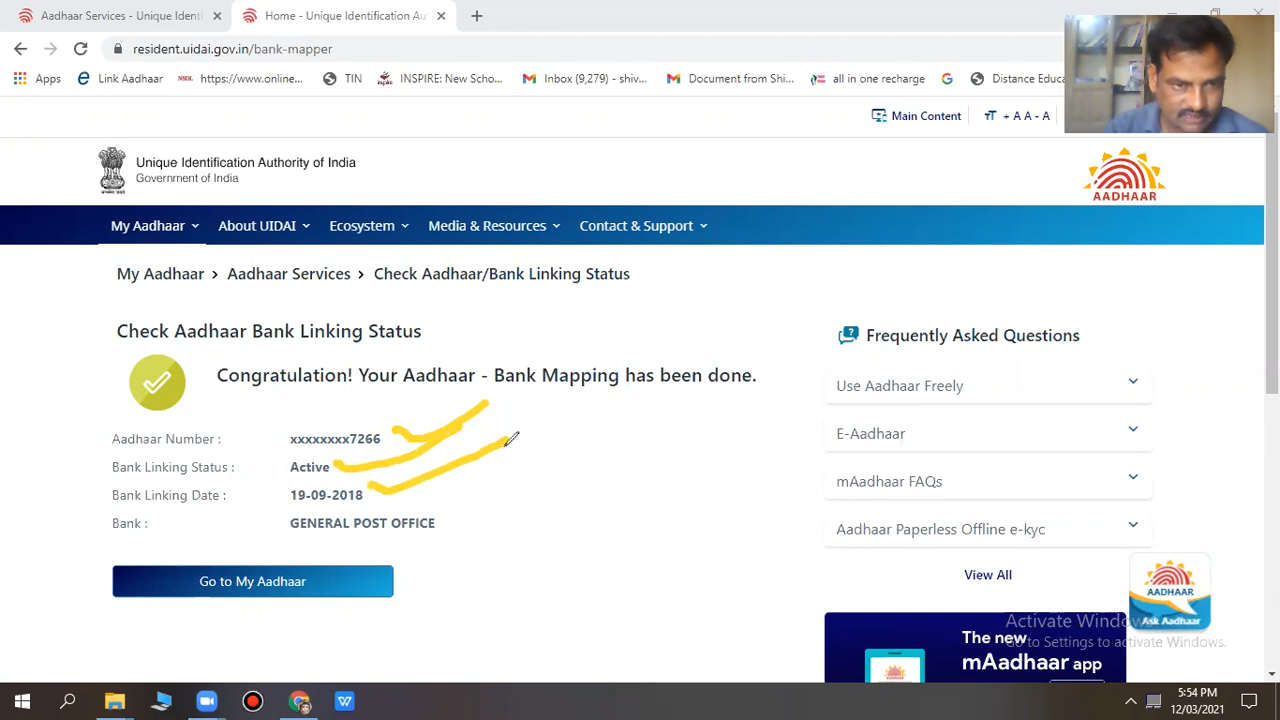 Aadhaar Services - Unique Identi
Home - Unique Identification Aut
resident.uidai.gov.in/bank-mapper
Apps
Link Aadhaar
NSDL
https://www.online...
TIN
INSPIRE: New Scho...
Inbox (9,279) - shiv...
Document from Shi...
all in one recharge
Distance Educa
Main Content
+ A A - A
Unique Identification Authority of India
Government of India
AADHAAR
My Aadhaar
About UIDAI
Ecosystem
Media & Resources
Contact & Support
My Aadhaar > Aadhaar Services > Check Aadhaar/Bank Linking Status
Check Aadhaar Bank Linking Status
Congratulation! Your Aadhaar - Bank Mapping has been done.
Aadhaar Number : xxxxxxxx7266
Bank Linking Status : Active
Bank Linking Date : 19-09-2018
Bank : GENERAL POST OFFICE
Go to My Aadhaar
Frequently Asked Questions
Use Aadhaar Freely
E-Aadhaar
mAadhaar FAQs
Aadhaar Paperless Offline e-kyc
View All
AADHAAR
Ask Aadhaar
Activate Windows
Go to Settings to activate Windows.
The new
mAadhaar app
5:54 PM
12/03/2021